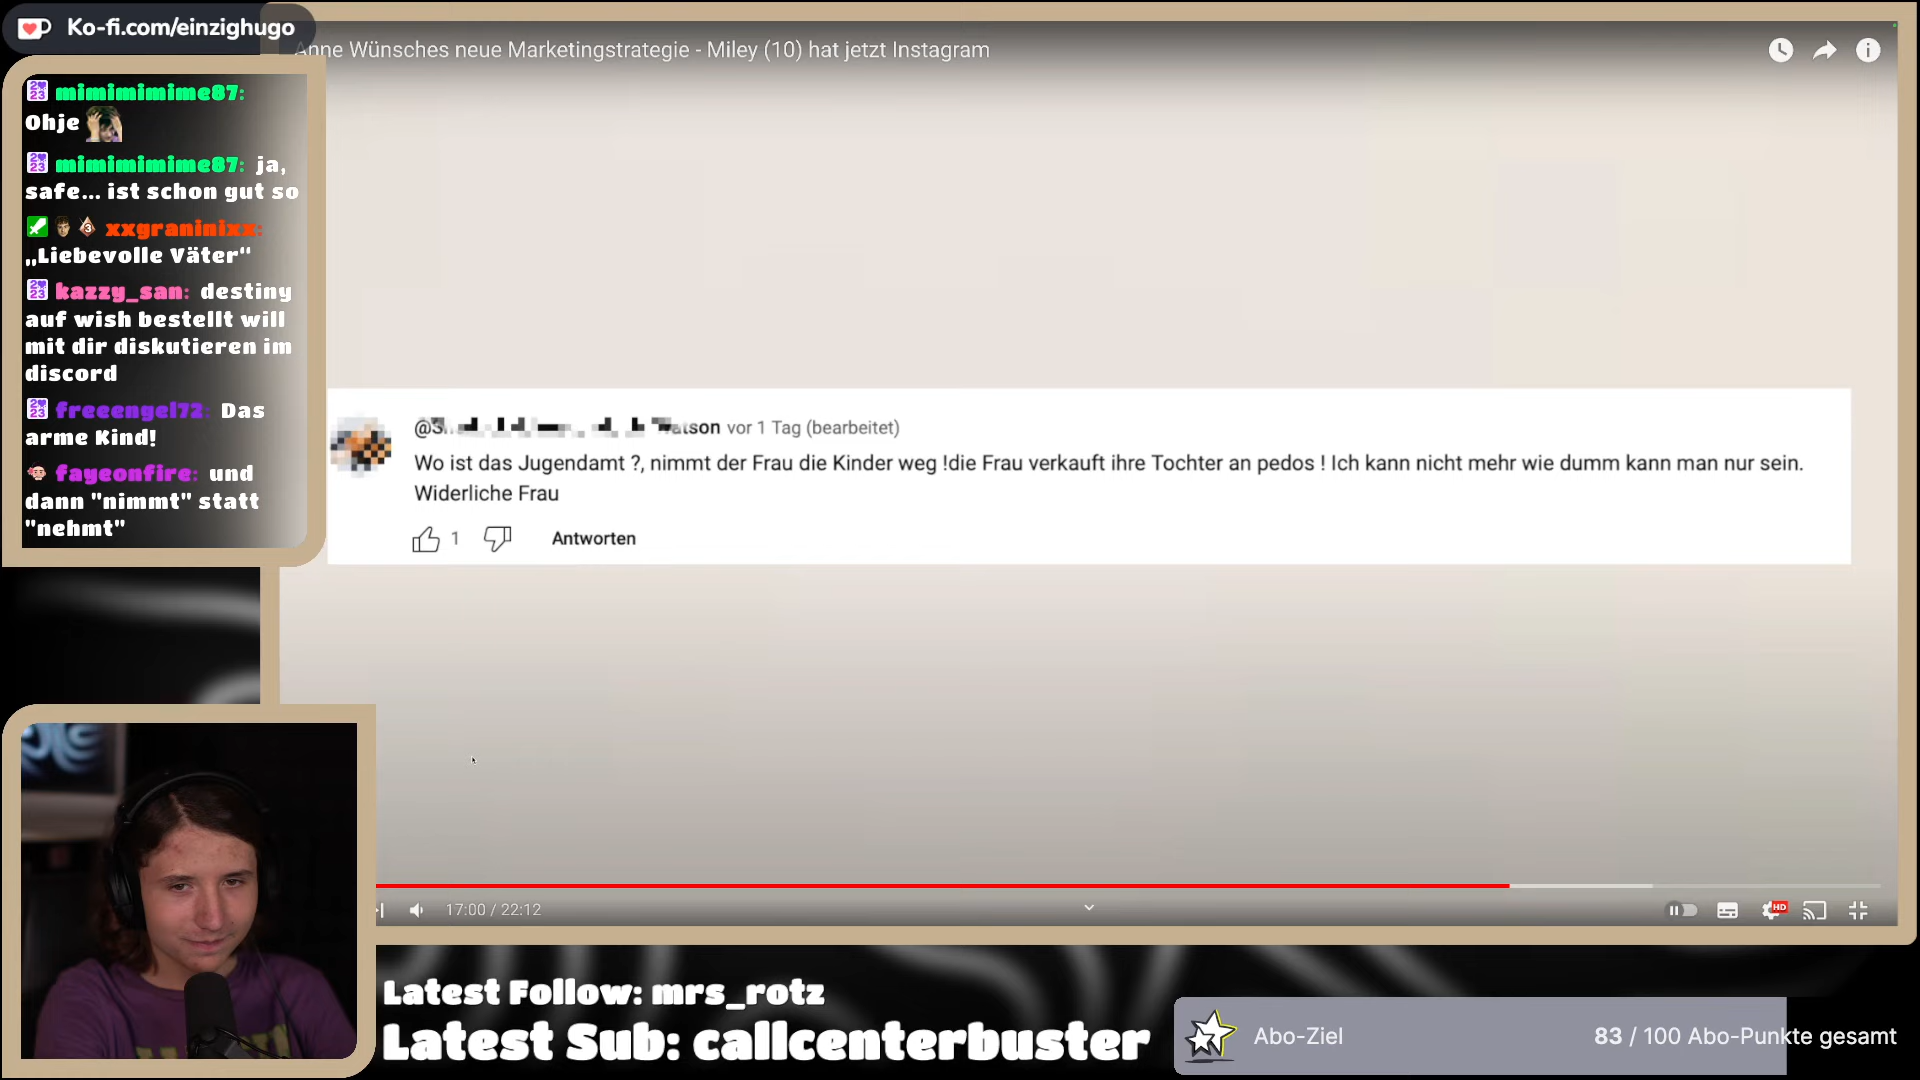 Ko-fi.com/einzighugo
Anne Wünsches neue Marketingstrategie - Miley (10) hat jetzt Instagram
mimimimime87:
Ohje
mimimimime87: ja,
safe... ist schon gut so
xxgraninixx:
„Liebevolle Väter“
kazzy_san: destiny
auf wish bestellt will
mit dir diskutieren im
discord
freeengel72: Das
arme Kind!
fayeonfire: und
dann "nimmt" statt
"nehmt"
vor 1 Tag (bearbeitet)
Wo ist das Jugendamt ?, nimmt der Frau die Kinder weg !die Frau verkauft ihre Tochter an pedos ! Ich kann nicht mehr wie dumm kann man nur sein.
Widerliche Frau
1
Antworten
17:00 / 22:12
HD
Latest Follow: mrs_rotz
Latest Sub: callcenterbuster
Abo-Ziel
83 / 100 Abo-Punkte gesamt